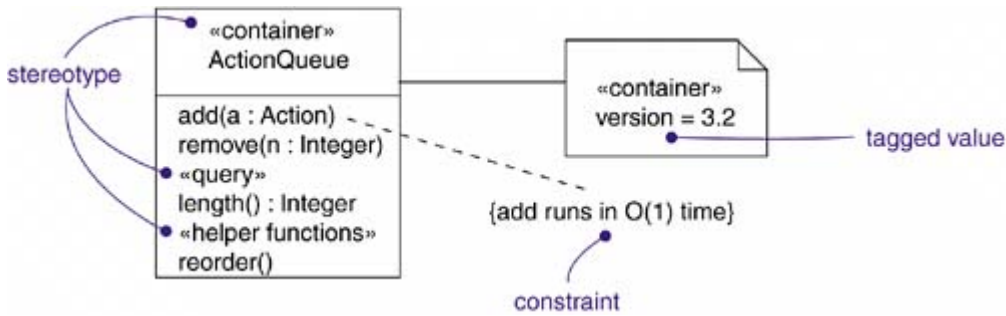 «container»
ActionQueue
stereotype
add(a : Action)
remove(n : Integer)
«query»
length() : Integer
«helper functions»
reorder()
«container»
version = 3.2
tagged value
{add runs in O(1) time}
constraint